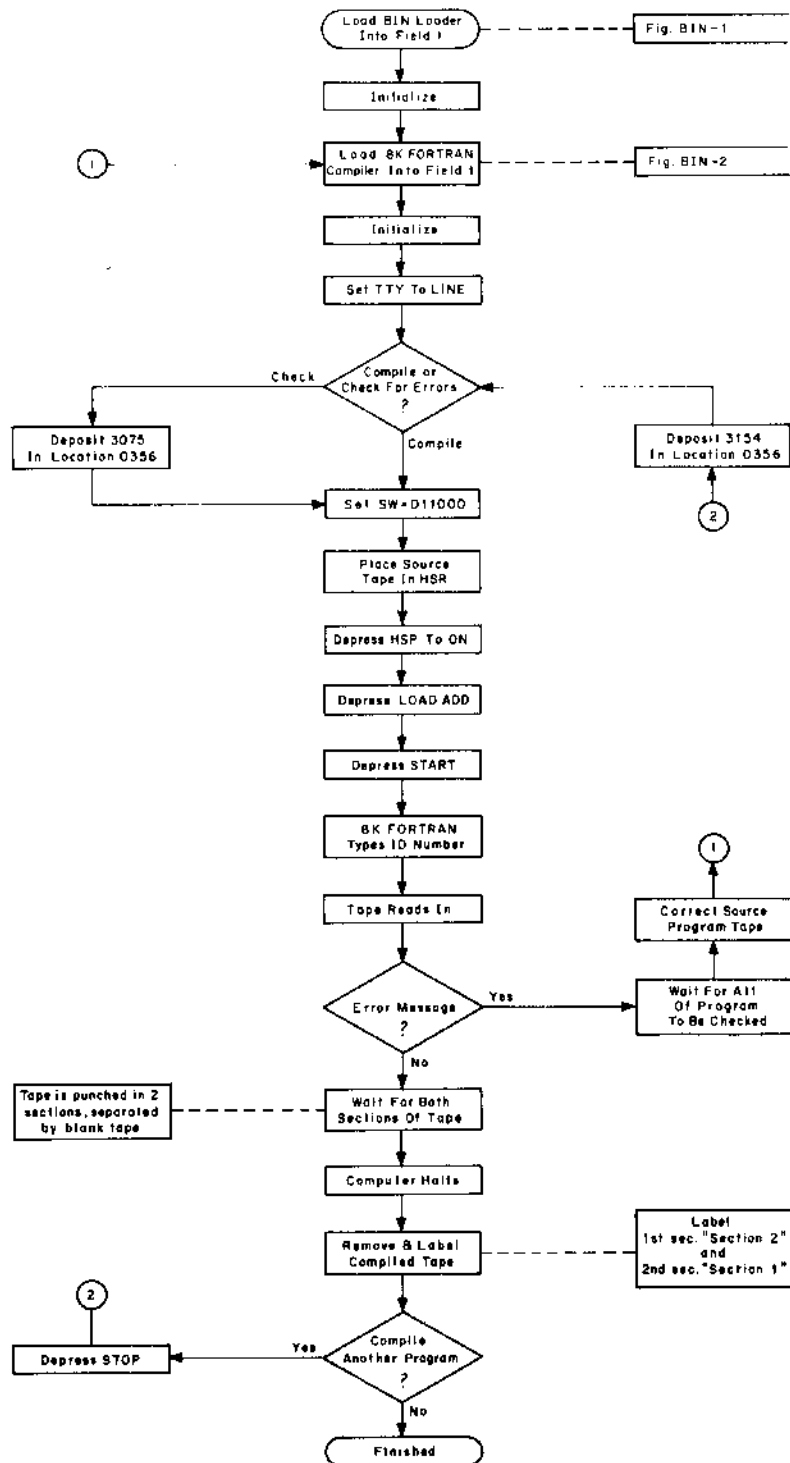 Load BIN Loader
Into Field 1
Fig. BIN-1
Initialize
1
Load 8K FORTRAN
Compiler Into Field 1
Fig. BIN-2
Initialize
Set TTY To LINE
Compile or
Check For Errors
?
Check
Compile
Deposit 3075
In Location 0356
Deposit 3154
In Location 0356
2
Set SW=011000
Place Source
Tape In HSR
Depress HSP To ON
Depress LOAD ADD
Depress START
8K FORTRAN
Types ID Number
1
Tape Reads In
Correct Source
Program Tape
Error Message
?
Yes
Wait For All
Of Program
To Be Checked
No
Tape is punched in 2
sections, separated
by blank tape
Wait For Both
Sections Of Tape
Computer Halts
Remove & Label
Compiled Tape
Label
1st sec. "Section 2"
and
2nd sec. "Section 1"
2
Compile
Another Program
?
Yes
Depress STOP
No
Finished